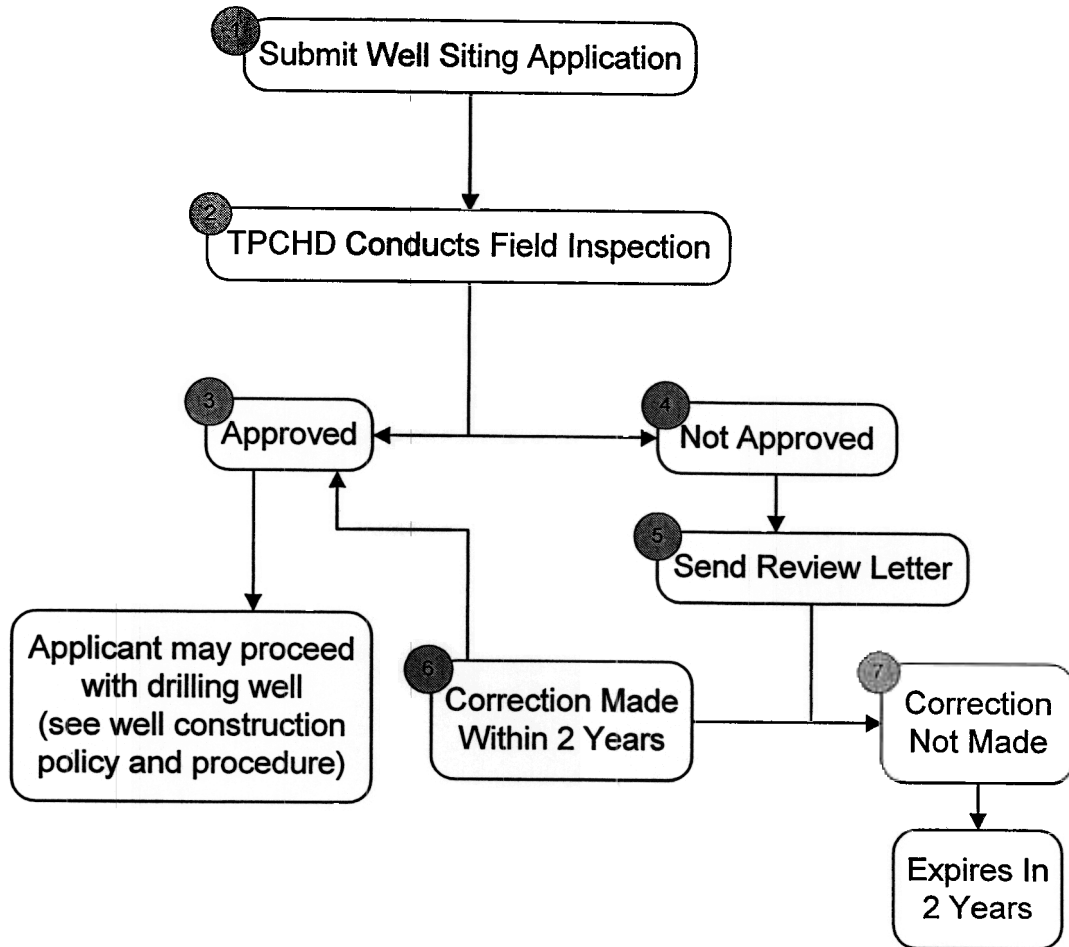 1
Submit Well Siting Application
2
TPCHD Conducts Field Inspection
3
Approved
4
Not Approved
5
Send Review Letter
Applicant may proceed
with drilling well
(see well construction
policy and procedure)
6
Correction Made
Within 2 Years
7
Correction
Not Made
Expires In
2 Years